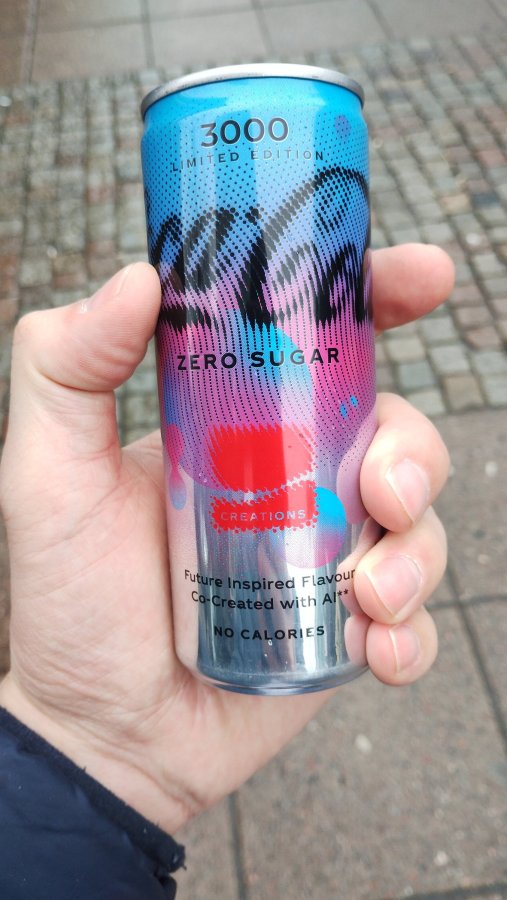 3000
LIMITED EDITION
ZERO SUGAR
CREATIONS
Future Inspired Flavour
Co-Created with AI**
NO CALORIES